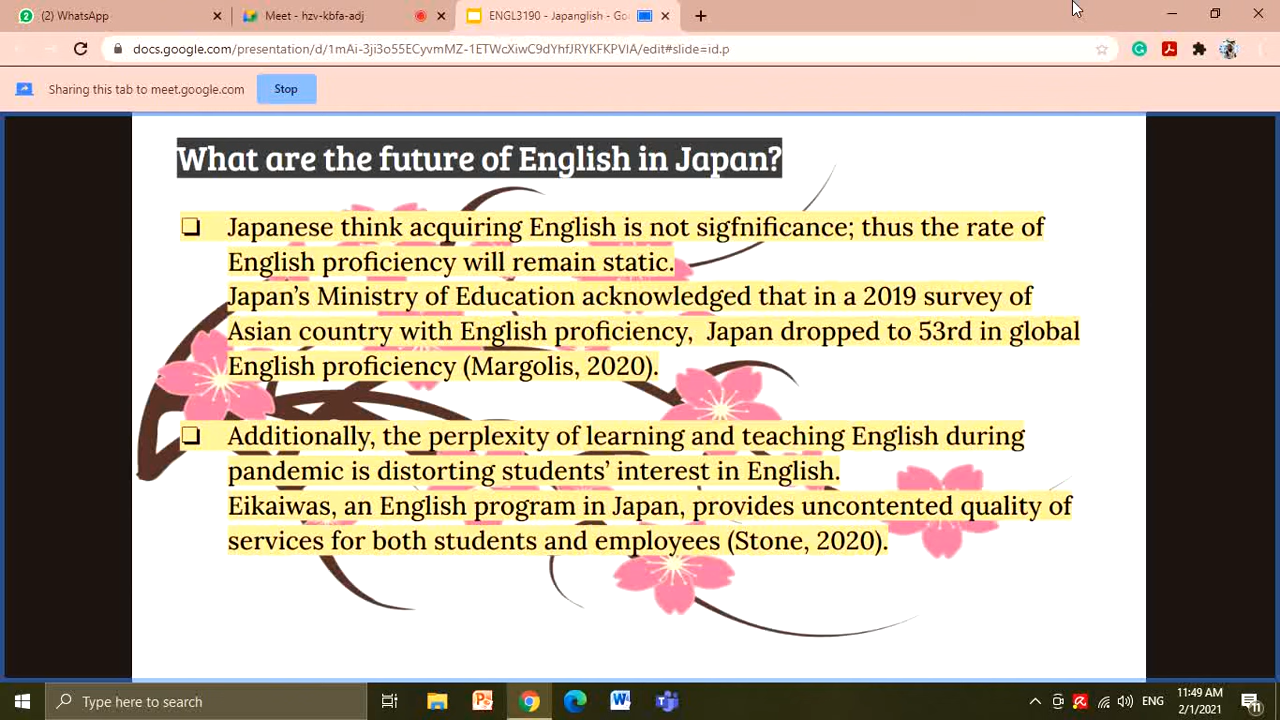 (2) WhatsApp
Meet - hzv-kbfa-adj
ENGL3190 - Japanglish - Go
docs.google.com/presentation/d/1mAi-3ji3o55ECyvmMZ-1ETWcXiwC9dYhfJRYKFKPVIA/edit#slide=id.p
Sharing this tab to meet.google.com
Stop
What are the future of English in Japan?
Japanese think acquiring English is not sigfnificance; thus the rate of
English proficiency will remain static.
Japan’s Ministry of Education acknowledged that in a 2019 survey of
Asian country with English proficiency, Japan dropped to 53rd in global
English proficiency (Margolis, 2020).
Additionally, the perplexity of learning and teaching English during
pandemic is distorting students’ interest in English.
Eikaiwas, an English program in Japan, provides uncontented quality of
services for both students and employees (Stone, 2020).
Type here to search
ENG
11:49 AM
2/1/2021
11